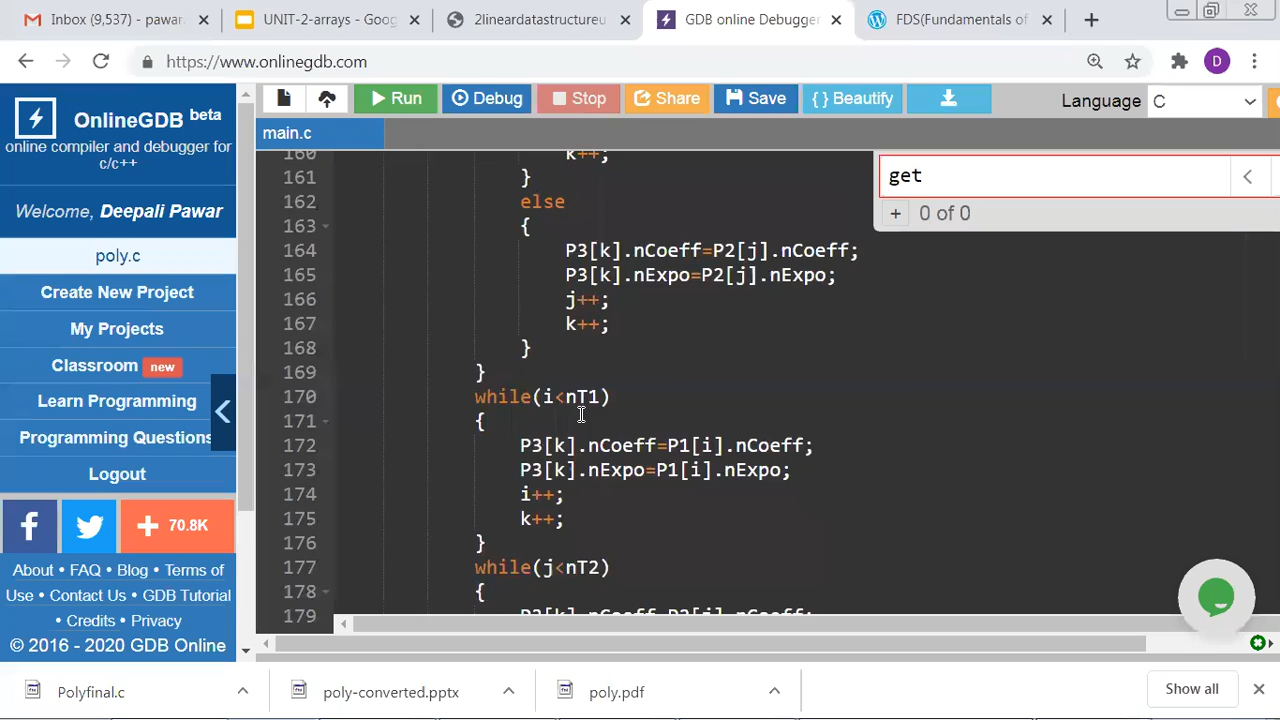 Inbox (9,537) - pawar
UNIT-2-arrays - Goog
2lineardatastructureu
GDB online Debugger
FDS(Fundamentals of
https://www.onlinegdb.com
D
OnlineGDB beta
online compiler and debugger for
c/c++
Welcome, Deepali Pawar
poly.c
Create New Project
My Projects
Classroom new
Learn Programming
Programming Questions
Logout
f
+ 70.8K
About • FAQ • Blog • Terms of
Use • Contact Us • GDB Tutorial
• Credits • Privacy
© 2016 - 2020 GDB Online
Run
Debug
Stop
Share
Save
{ } Beautify
Language C
main.c
get
+ 0 of 0
160 k++;
161 }
162 else
163 {
164 P3[k].nCoeff=P2[j].nCoeff;
165 P3[k].nExpo=P2[j].nExpo;
166 j++;
167 k++;
168 }
169 }
170 while(i<nT1)
171 {
172 P3[k].nCoeff=P1[i].nCoeff;
173 P3[k].nExpo=P1[i].nExpo;
174 i++;
175 k++;
176 }
177 while(j<nT2)
178 {
179
Polyfinal.c
poly-converted.pptx
poly.pdf
Show all